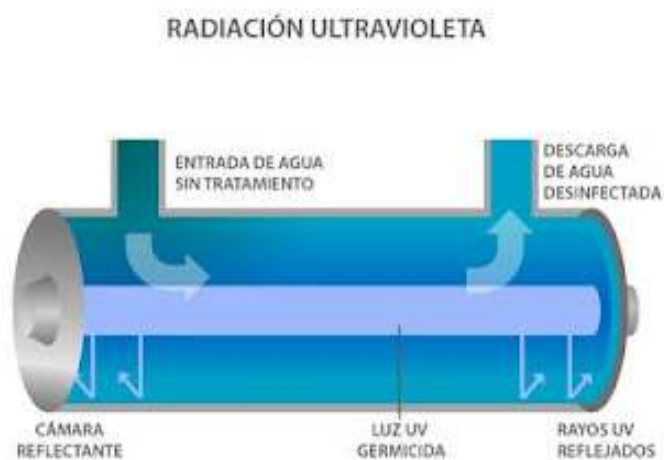 RADIACIÓN ULTRAVIOLETA
ENTRADA DE AGUA
SIN TRATAMIENTO
DESCARGA
DE AGUA
DESINFECTADA
CÁMARA
REFLECTANTE
LUZ UV
GERMICIDA
RAYOS UV
REFLEJADOS